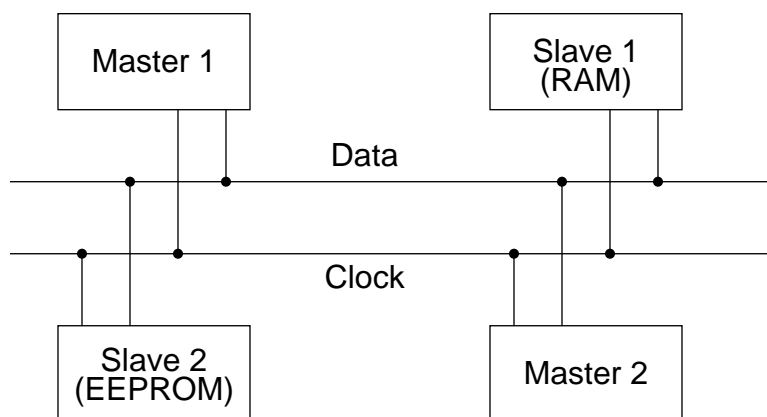 Master 1
Slave 1
(RAM)
Data
Clock
Slave 2
(EEPROM)
Master 2